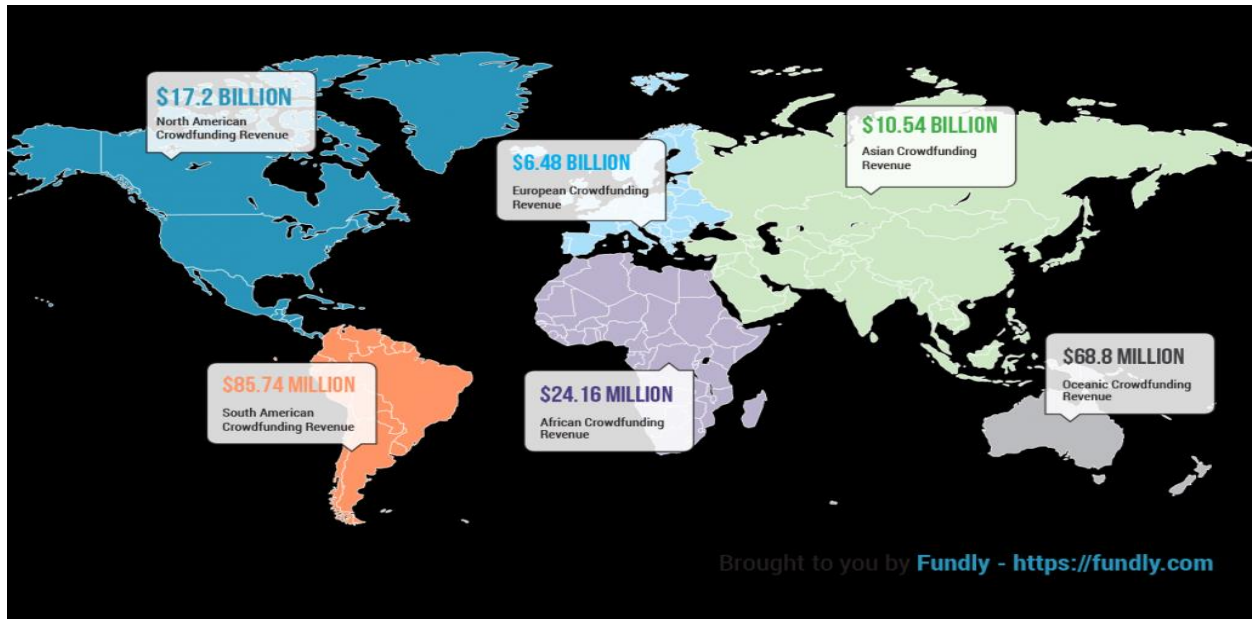 $17.2 BILLION
North American
Crowdfunding Revenue
$6.48 BILLION
European Crowdfunding
Revenue
$10.54 BILLION
Asian Crowdfunding
Revenue
$85.74 MILLION
South American
Crowdfunding Revenue
$24.16 MILLION
African Crowdfunding
Revenue
$68.8 MILLION
Oceanic Crowdfunding
Revenue
Brought to you by Fundly - https://fundly.com